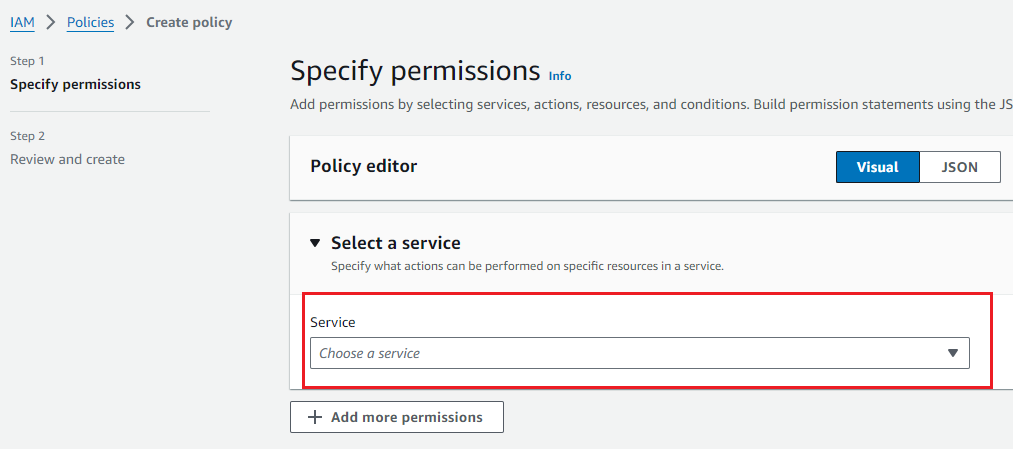 IAM > Policies > Create policy
Step 1
Specify permissions
Step 2
Review and create
Specify permissions Info
Add permissions by selecting services, actions, resources, and conditions. Build permission statements using the JS
Policy editor
Visual JSON
Select a service
Specify what actions can be performed on specific resources in a service.
Service
Choose a service
+ Add more permissions